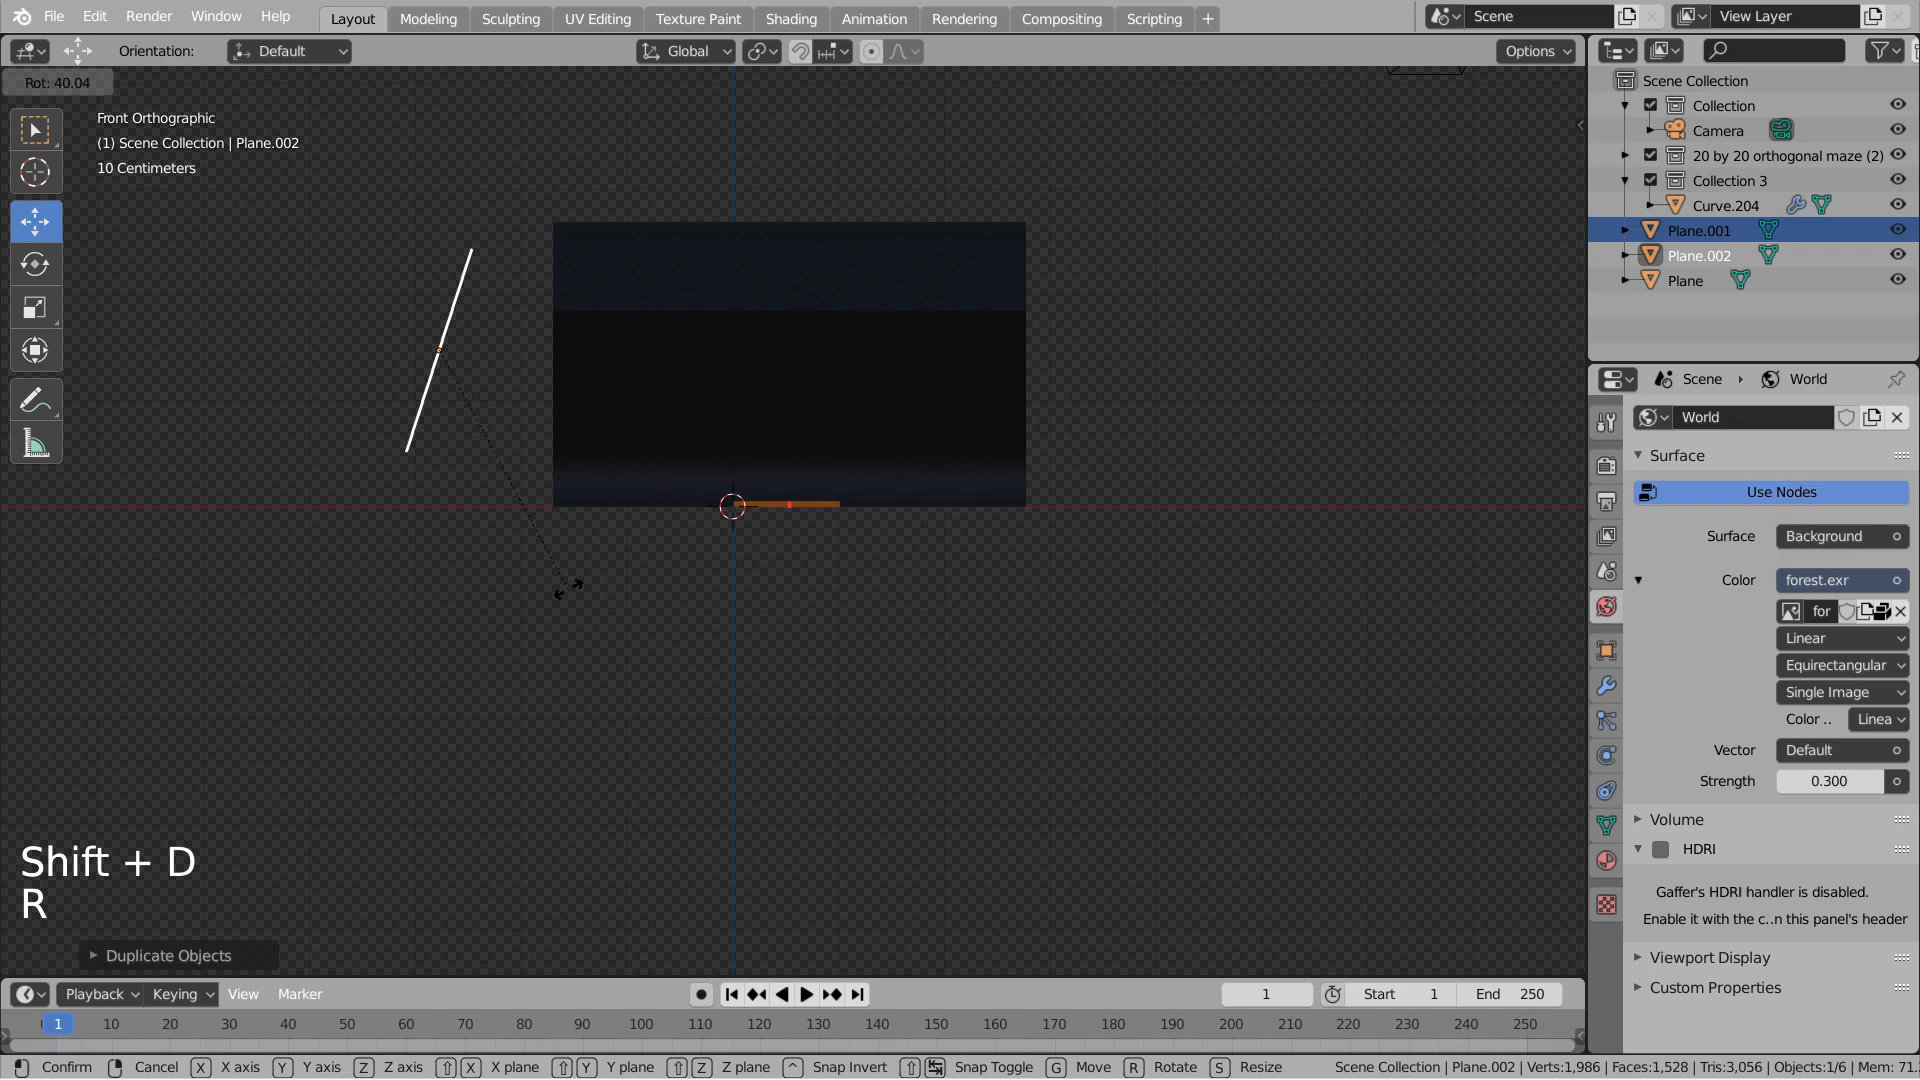 File Edit Render Window Help Layout Modeling Sculpting UV Editing Texture Paint Shading Animation Rendering Compositing Scripting + Scene View Layer
Orientation: Default Global Options
Rot: 40.04
Front Orthographic
(1) Scene Collection | Plane.002
10 Centimeters
Scene Collection
Collection
Camera
20 by 20 orthogonal maze (2)
Collection 3
Curve.204
Plane.001
Plane.002
Plane
Scene World
World
Surface
Use Nodes
Surface Background
Color forest.exr
for
Linear
Equirectangular
Single Image
Color .. Linea
Vector Default
Strength 0.300
Volume
HDRI
Gaffer's HDRI handler is disabled.
Enable it with the c..n this panel's header
Viewport Display
Custom Properties
Shift + D
R
Duplicate Objects
Playback Keying View Marker 1 Start 1 End 250
1 10 20 30 40 50 60 70 80 90 100 110 120 130 140 150 160 170 180 190 200 210 220 230 240 250
Confirm Cancel X X axis Y Y axis Z Z axis X X plane Y Y plane Z Z plane ^ Snap Invert Snap Toggle G Move R Rotate S Resize Scene Collection | Plane.002 | Verts:1,986 | Faces:1,528 | Tris:3,056 | Objects:1/6 | Mem: 71.